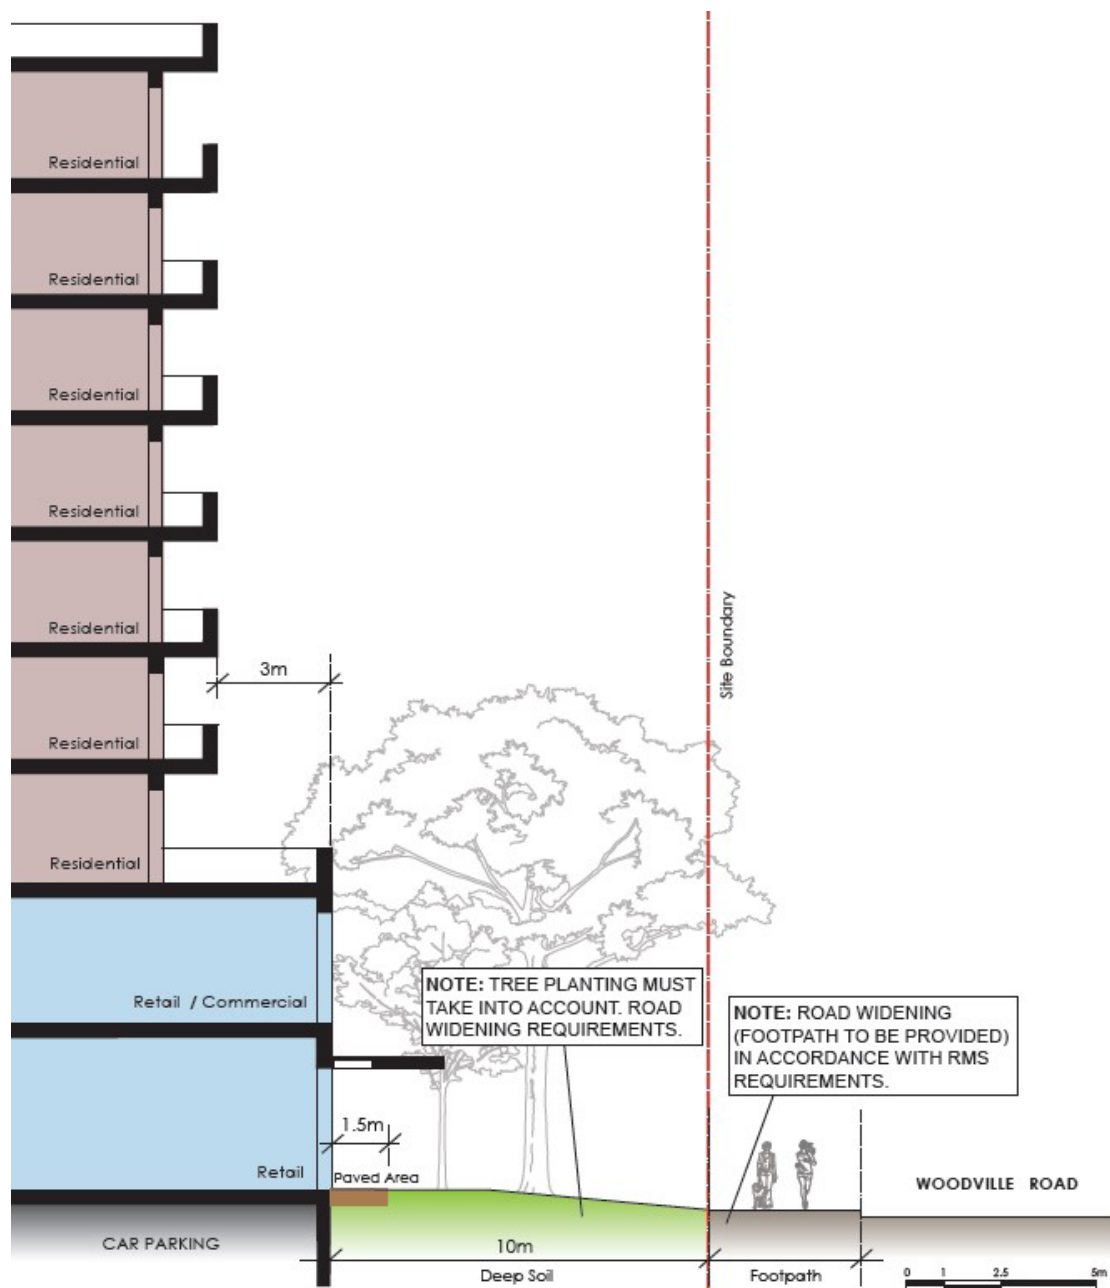 Residential
Residential
Residential
Residential
Residential
Site Boundary
3m
Residential
Residential
NOTE: TREE PLANTING MUST
TAKE INTO ACCOUNT. ROAD
WIDENING REQUIREMENTS.
Retail / Commercial
NOTE: ROAD WIDENING
(FOOTPATH TO BE PROVIDED)
IN ACCORDANCE WITH RMS
REQUIREMENTS.
1.5m
Retail
Paved Area
WOODVILLE ROAD
CAR PARKING
10m
Deep Soil
Footpath
0 1 2.5 5m